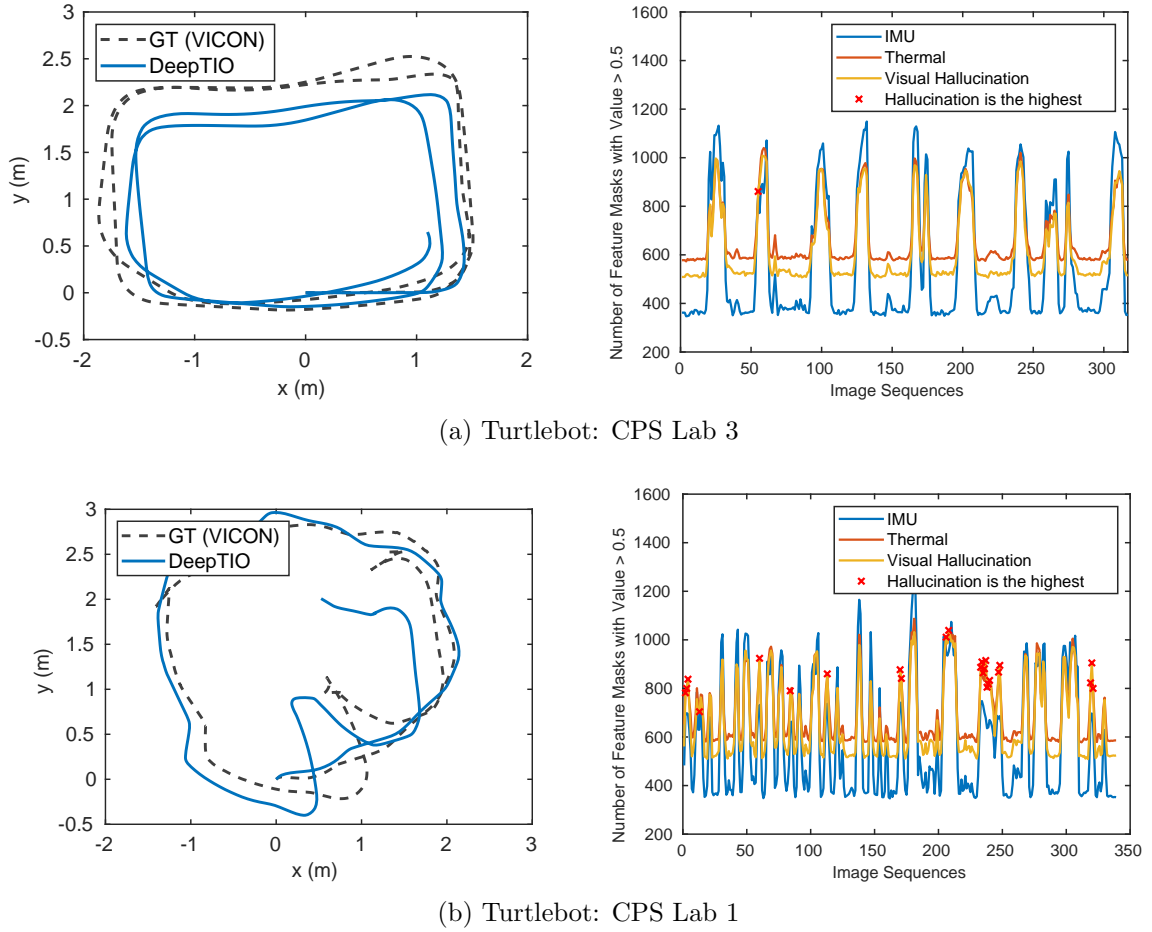 3
2.5
2
1.5
1
0.5
0
-0.5
y (m)
-2
-1
0
1
2
x (m)
GT (VICON)
DeepTIO
1600
1400
1200
1000
800
600
400
200
Number of Feature Masks with Value > 0.5
0
50
100
150
200
250
300
Image Sequences
IMU
Thermal
Visual Hallucination
Hallucination is the highest
(a) Turtlebot: CPS Lab 3
3
2.5
2
1.5
1
0.5
0
-0.5
y (m)
-2
-1
0
1
2
3
x (m)
GT (VICON)
DeepTIO
1600
1400
1200
1000
800
600
400
200
Number of Feature Masks with Value > 0.5
0
50
100
150
200
250
300
350
Image Sequences
IMU
Thermal
Visual Hallucination
Hallucination is the highest
(b) Turtlebot: CPS Lab 1